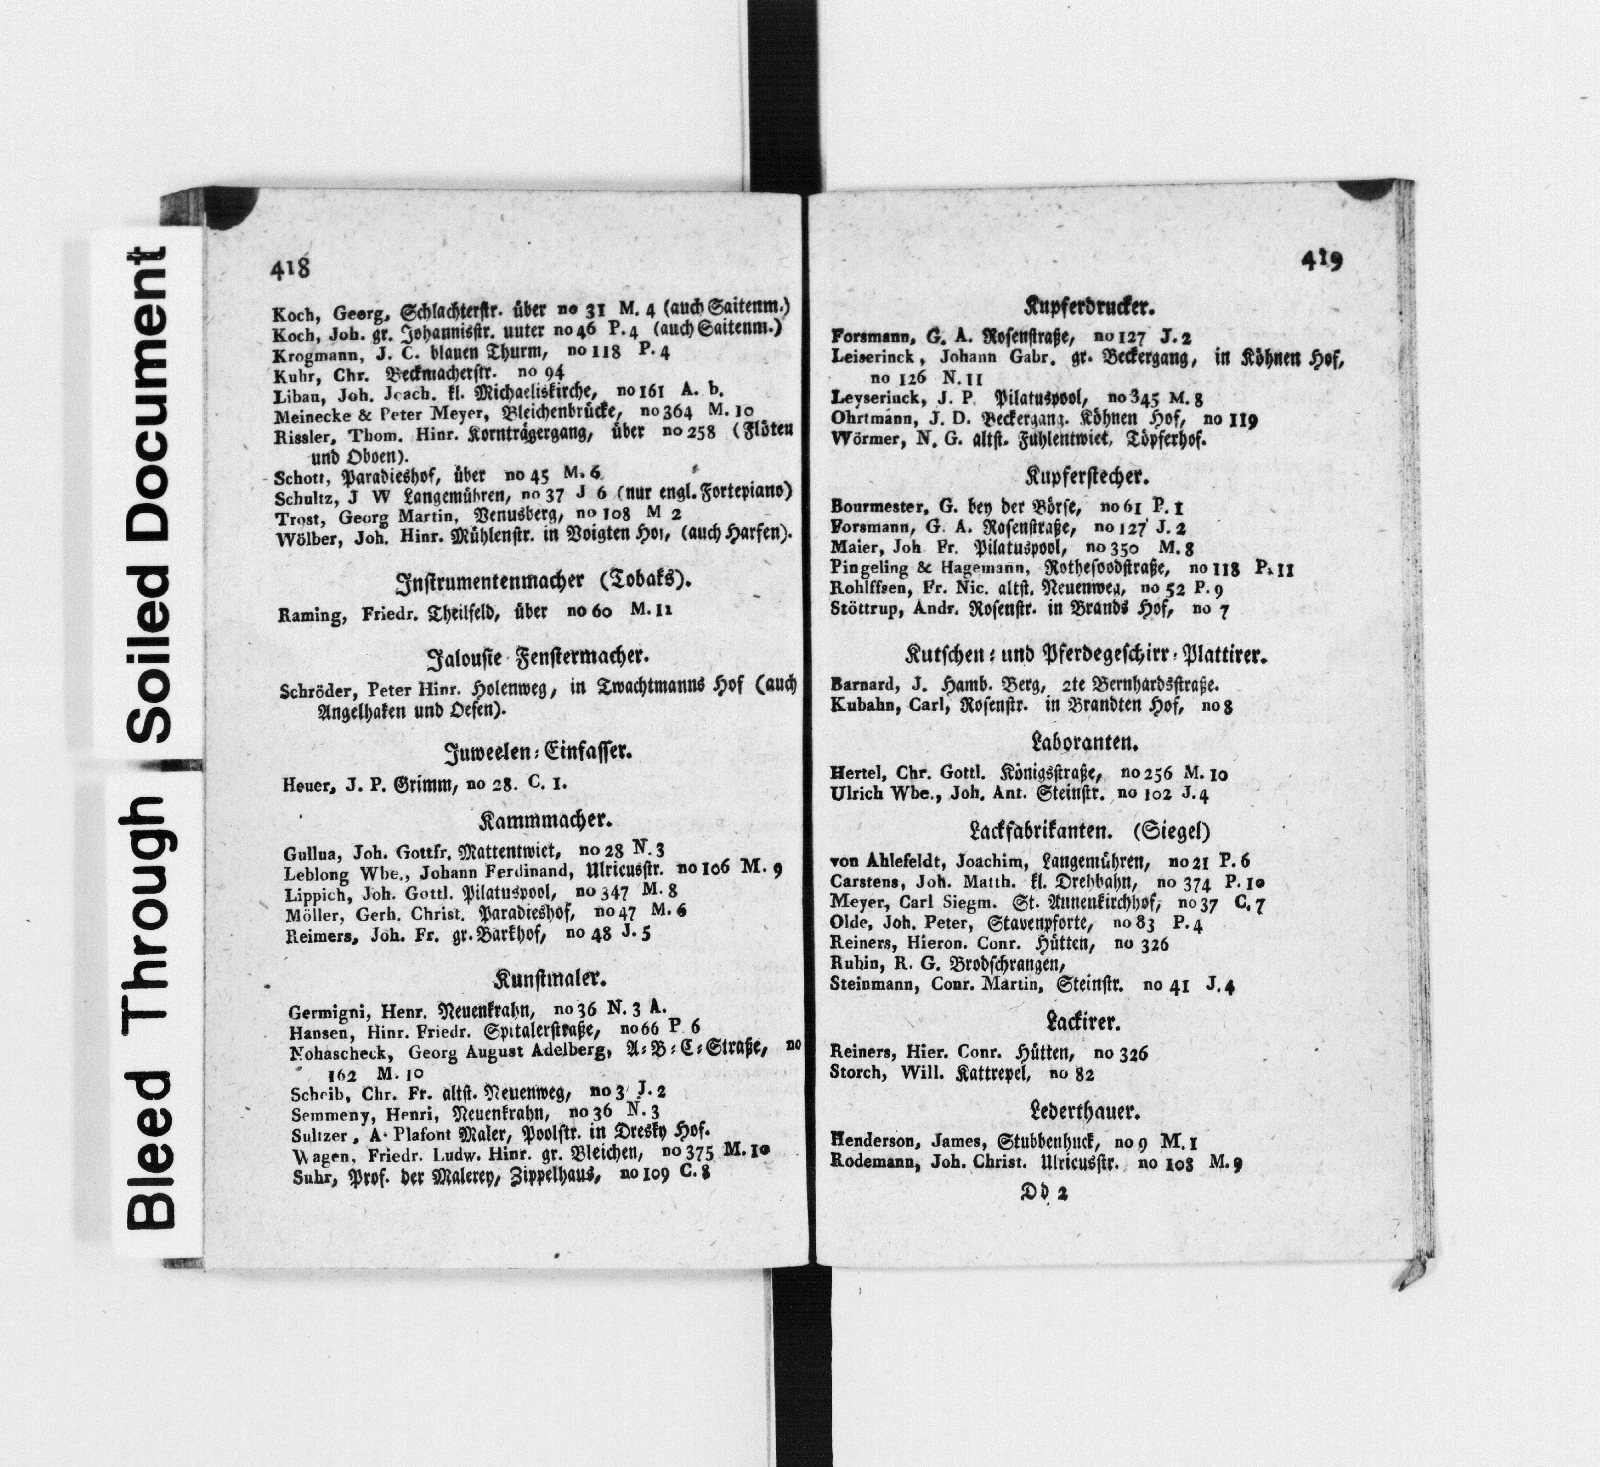 Bleed Through Soiled Document
418
Koch, Georg, Schlachterstr. über no 31 M. 4 (auch Saitenm.)
Koch, Joh. gr. Johannisstr. unter no 46 P. 4 (auch Saitenm.)
Krogmann, J. C. blauen Thurm, no 118 P. 4
Kuhr, Chr. Beckmacherstr. no 94
Libau, Joh. Joach. kl. Michaeliskirche, no 161 A. b.
Meinecke & Peter Meyer, Bleichenbrücke, no 364 M. 10
Rissler, Thom. Hinr. Kornträgergang, über no 258 (Flöten
und Oboen).
Schott, Paradieshof, über no 45 M. 6
Schultz, J W Langemühren, no 37 J 6 (nur engl. Fortepiano)
Trost, Georg Martin, Venusberg, no 108 M 2
Wölber, Joh. Hinr. Mühlenstr. in Voigten Hof, (auch Harfen).
Instrumentenmacher (Tobaks).
Raming, Friedr. Theilfeld, über no 60 M. 11
Jalousie Fenstermacher.
Schröder, Peter Hinr. Holenweg, in Twachtmanns Hof (auch
Angelhaken und Oefen).
Juweelen-Einfasser.
Heuer, J. P. Grimm, no 28. C. 1.
Kammmacher.
Gullua, Joh. Gottfr. Mattentwiet, no 28 N. 3
Leblong Wbe., Johann Ferdinand, Ulricusstr. no 106 M. 9
Lippich, Joh. Gottl. Pilatuspool, no 347 M. 8
Möller, Gerh. Christ. Paradieshof, no 47 M. 6
Reimers, Joh. Fr. gr. Barkhof, no 48 J. 5
Kunstmaler.
Germigni, Henr. Neuenkrahn, no 36 N. 3 A.
Hansen, Hinr. Friedr. Spitalerstraße, no 66 P 6
Nohascheck, Georg August Adelberg, A-B-C-Straße, no
162 M. 10
Scheib, Chr. Fr. altst. Neuenweg, no 3 J. 2
Semmeny, Henri, Neuenkrahn, no 36 N. 3
Sultzer, A. Plafont Maler, Poolstr. in Dresky Hof.
Wagen, Friedr. Ludw. Hinr. gr. Bleichen, no 375 M. 10
Suhr, Prof. der Malerey, Zippelhaus, no 109 C. 8
419
Kupferdrucker.
Forsmann, G. A. Rosenstraße, no 127 J. 2
Leiserinck, Johann Gabr. gr. Beckergang, in Köhnen Hof,
no 126 N. 11
Leyserinck, J. P. Pilatuspool, no 345 M. 8
Ohrtmann, J. D. Beckergang. Köhnen Hof, no 119
Wörmer, N. G. altst. Fuhlentwiet, Töpferhof.
Kupferstecher.
Bourmester, G. bey der Börse, no 61 P. 1
Forsmann, G. A. Rosenstraße, no 127 J. 2
Maier, Joh. Fr. Pilatuspool, no 350 M. 8
Pingeling & Hagemann, Rothesoodstraße, no 118 P. 11
Rohlffsen, Fr. Nic. altst. Neuenweg, no 52 P. 9
Stöttrup, Andr. Rosenstr. in Brands Hof, no 7
Kutschen- und Pferdegeschirr-Plattirer.
Barnard, J. Hamb. Berg, 2te Bernhardsstraße.
Kubahn, Carl, Rosenstr. in Brandten Hof, no 8
Laboranten.
Hertel, Chr. Gottl. Königsstraße, no 256 M. 10
Ulrich Wbe., Joh. Ant. Steinstr. no 102 J. 4
Lackfabrikanten. (Siegel)
von Ahlefeldt, Joachim, Langemühren, no 21 P. 6
Carstens, Joh. Matth. kl. Drehbahn, no 374 P. 10
Meyer, Carl Siegm. St. Annenkirchhof, no 37 C. 7
Olde, Joh. Peter, Stavenpforte, no 83 P. 4
Reiners, Hieron. Conr. Hütten, no 326
Rubin, R. G. Brodschrangen,
Steinmann, Conr. Martin, Steinstr. no 41 J. 4
Lackirer.
Reiners, Hier. Conr. Hütten, no 326
Storch, Will. Kattrepel, no 82
Lederthauer.
Henderson, James, Stubbenhuck, no 9 M. 1
Rodemann, Joh. Christ. Ulricusstr. no 108 M. 9
Dd 2